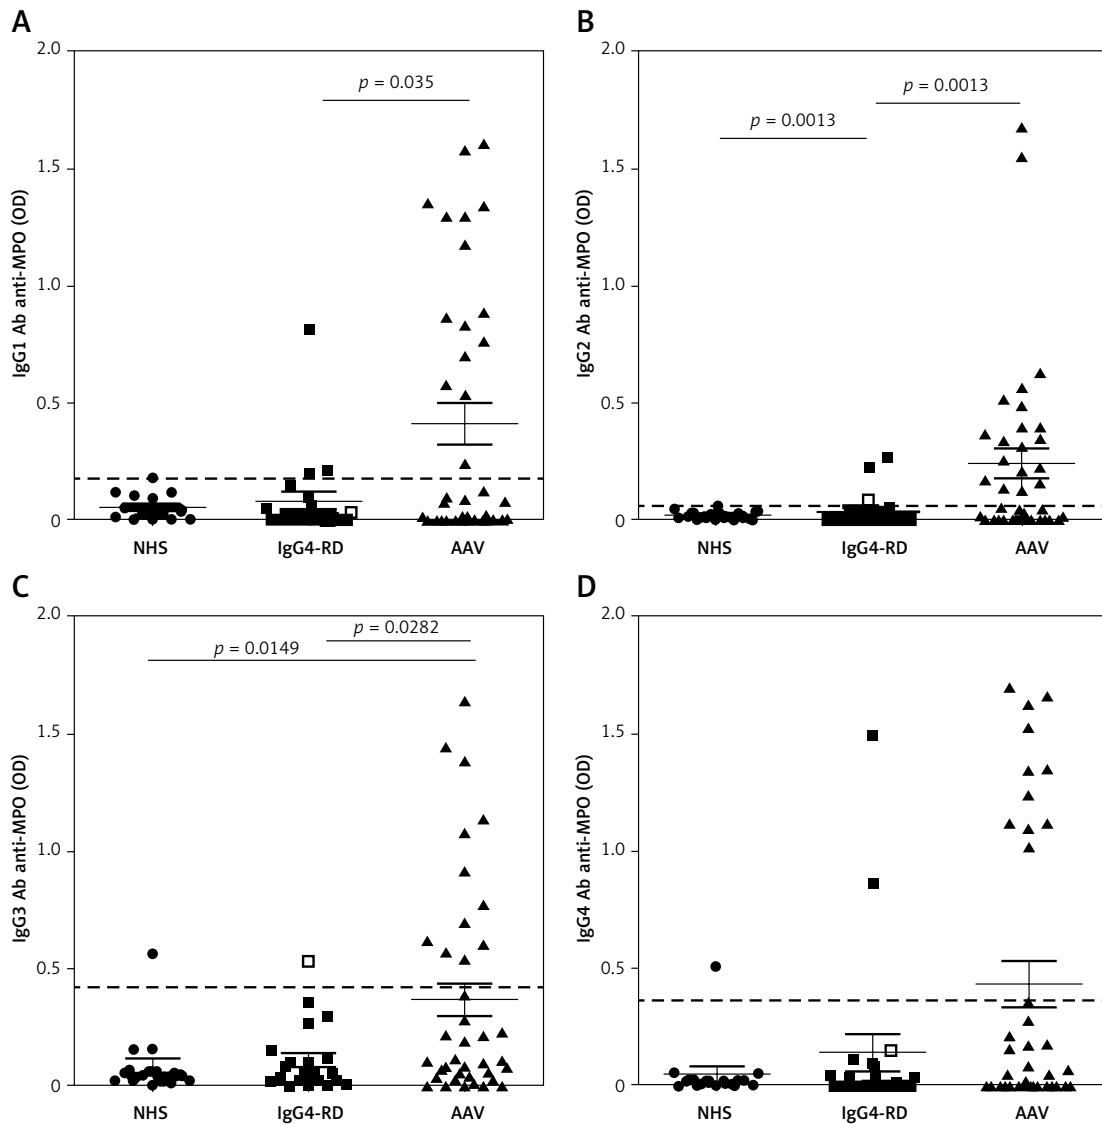 A
2.0
1.5
1.0
0.5
0
IgG1 Ab anti-MPO (OD)
p = 0.035
NHS
IgG4-RD
AAV
B
2.0
1.5
1.0
0.5
0
IgG2 Ab anti-MPO (OD)
p = 0.0013
p = 0.0013
NHS
IgG4-RD
AAV
C
2.0
1.5
1.0
0.5
0
IgG3 Ab anti-MPO (OD)
p = 0.0282
p = 0.0149
NHS
IgG4-RD
AAV
D
2.0
1.5
1.0
0.5
0
IgG4 Ab anti-MPO (OD)
NHS
IgG4-RD
AAV